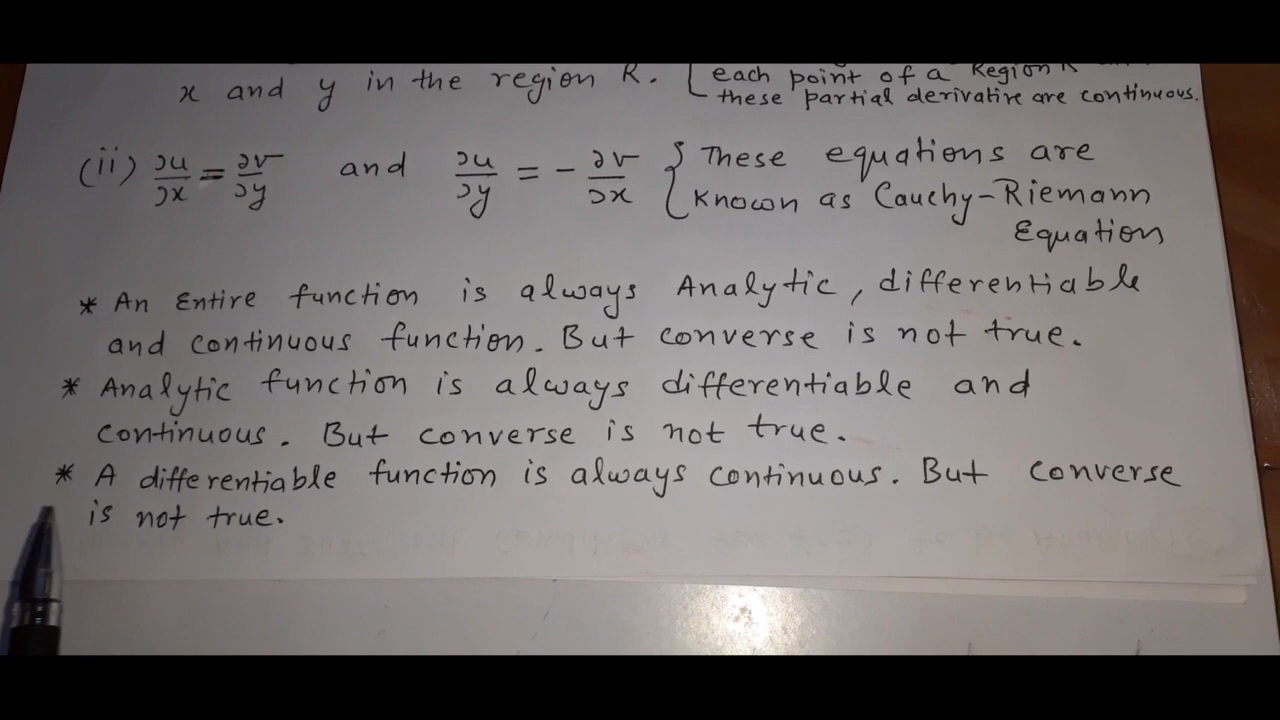 x and y in the region R. { each point of a Region R
these partial derivative are continuous.
(ii) ∂u/∂x = ∂v/∂y and ∂u/∂y = - ∂v/∂x { These equations are
known as Cauchy-Riemann
Equation
* An Entire function is always Analytic, differentiable
and continuous function. But converse is not true.
* Analytic function is always differentiable and
continuous. But converse is not true.
* A differentiable function is always continuous. But converse
is not true.